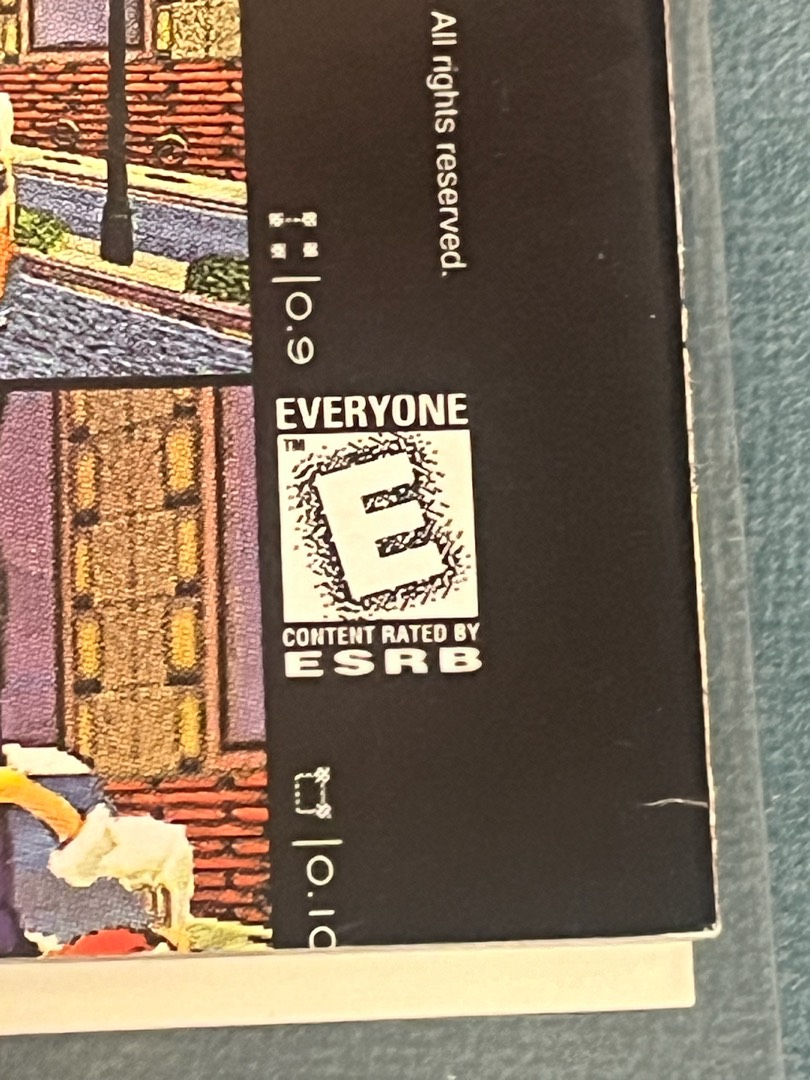 All rights reserved.
0.9
EVERYONE
TM
E
CONTENT RATED BY
ESRB
0.10